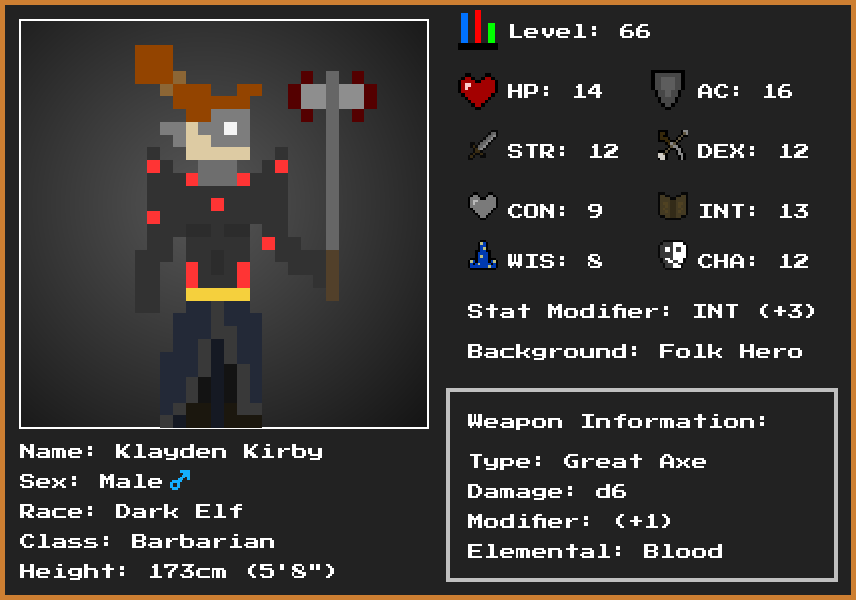 Level: 66
HP: 14 AC: 16
STR: 12 DEX: 12
CON: 9 INT: 13
WIS: 8 CHA: 12
Stat Modifier: INT (+3)
Background: Folk Hero
Weapon Information:
Type: Great Axe
Damage: d6
Modifier: (+1)
Elemental: Blood
Name: Klayden Kirby
Sex: Male ♂
Race: Dark Elf
Class: Barbarian
Height: 173cm (5'8")